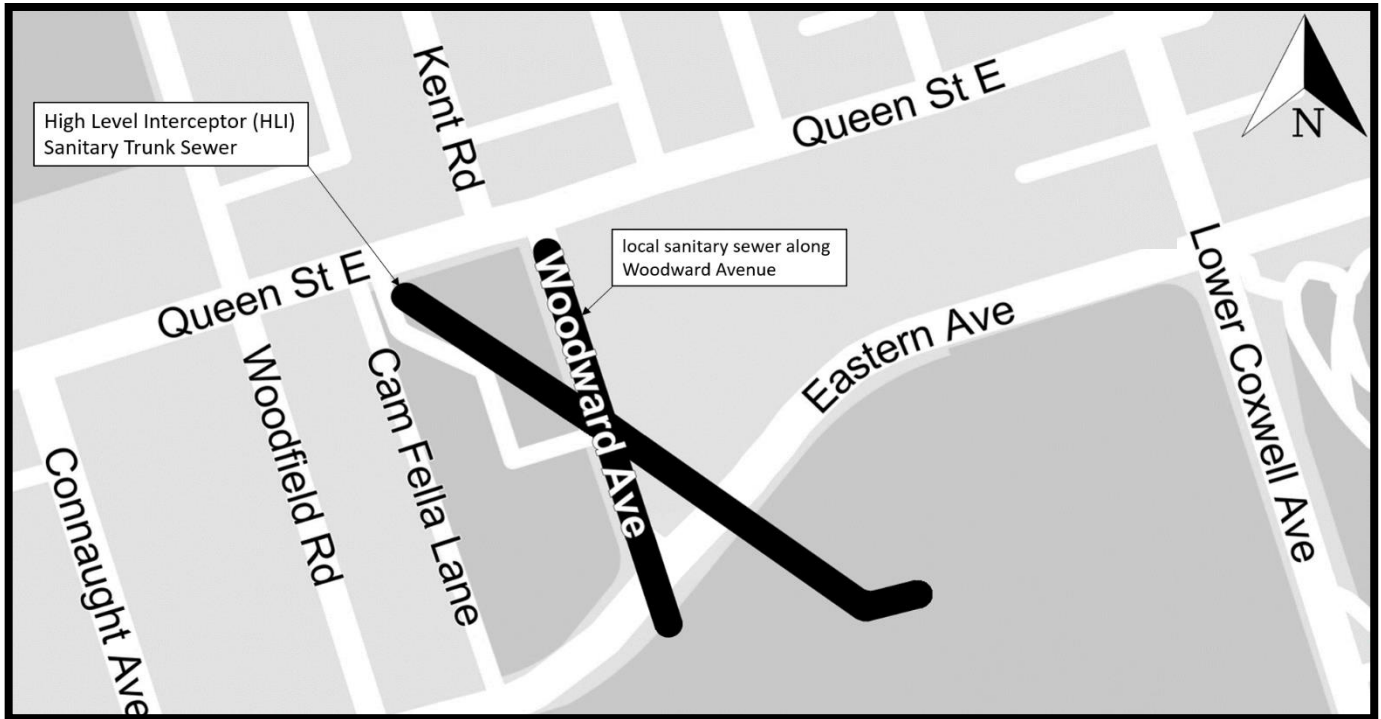 Kent Rd
Queen St E
N
High Level Interceptor (HLI)
Sanitary Trunk Sewer
local sanitary sewer along
Woodward Avenue
Queen St E
Woodward Ave
Lower Coxwell Ave
Eastern Ave
Woodfield Rd
Cam Fella Lane
Connaught Ave